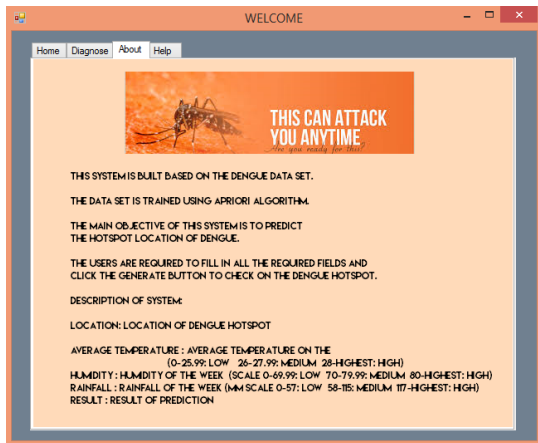 WELCOME
Home Diagnose About Help
THIS CAN ATTACK
YOU ANYTIME
Are you ready for this?
THIS SYSTEM IS BUILT BASED ON THE DENGUE DATA SET.
THE DATA SET IS TRAINED USING APRIORI ALGORITHM.
THE MAIN OBJECTIVE OF THIS SYSTEM IS TO PREDICT
THE HOTSPOT LOCATION OF DENGUE.
THE USERS ARE REQUIRED TO FILL IN ALL THE REQUIRED FIELDS AND
CLICK THE GENERATE BUTTON TO CHECK ON THE DENGUE HOTSPOT.
DESCRIPTION OF SYSTEM:
LOCATION: LOCATION OF DENGUE HOTSPOT
AVERAGE TEMPERATURE : AVERAGE TEMPERATURE ON THE
(0-25.99: LOW 26-27.99: MEDIUM 28-HIGHEST: HIGH)
HUMIDITY : HUMIDITY OF THE WEEK (SCALE 0-69.99: LOW 70-79.99: MEDIUM 80-HIGHEST: HIGH)
RAINFALL : RAINFALL OF THE WEEK (MM SCALE 0-57: LOW 58-115: MEDIUM 117-HIGHEST: HIGH)
RESULT : RESULT OF PREDICTION